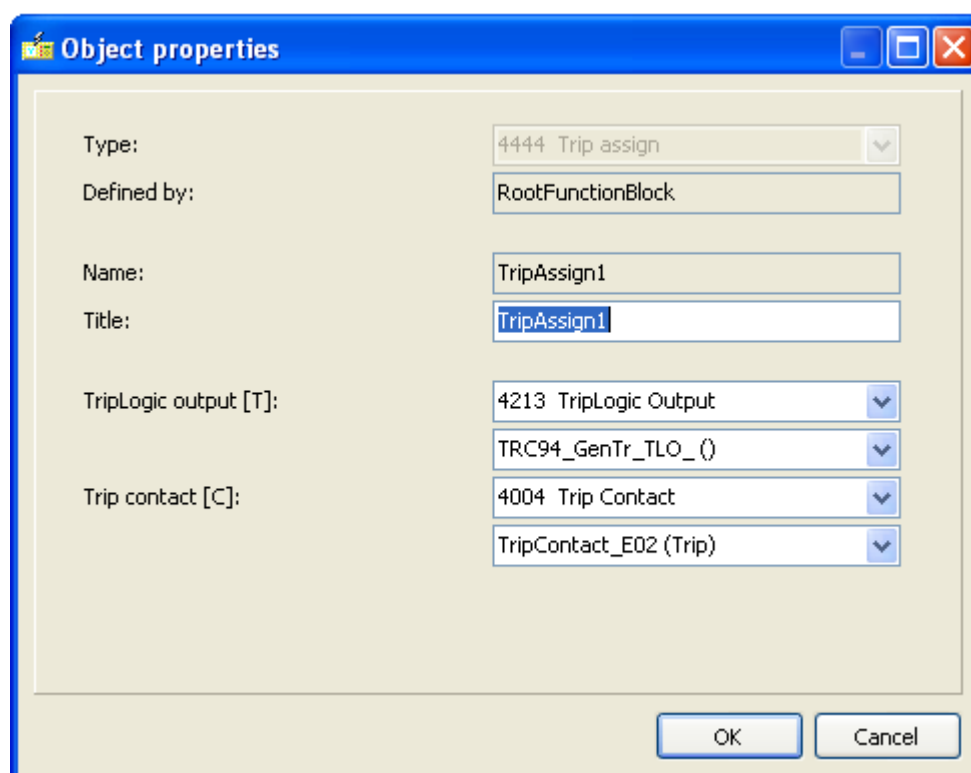 Object properties
Type: 4444 Trip assign
Defined by: RootFunctionBlock
Name: TripAssign1
Title: TripAssign1
TripLogic output [T]: 4213 TripLogic Output
TRC94_GenTr_TLO_ ()
Trip contact [C]: 4004 Trip Contact
TripContact_E02 (Trip)
OK Cancel